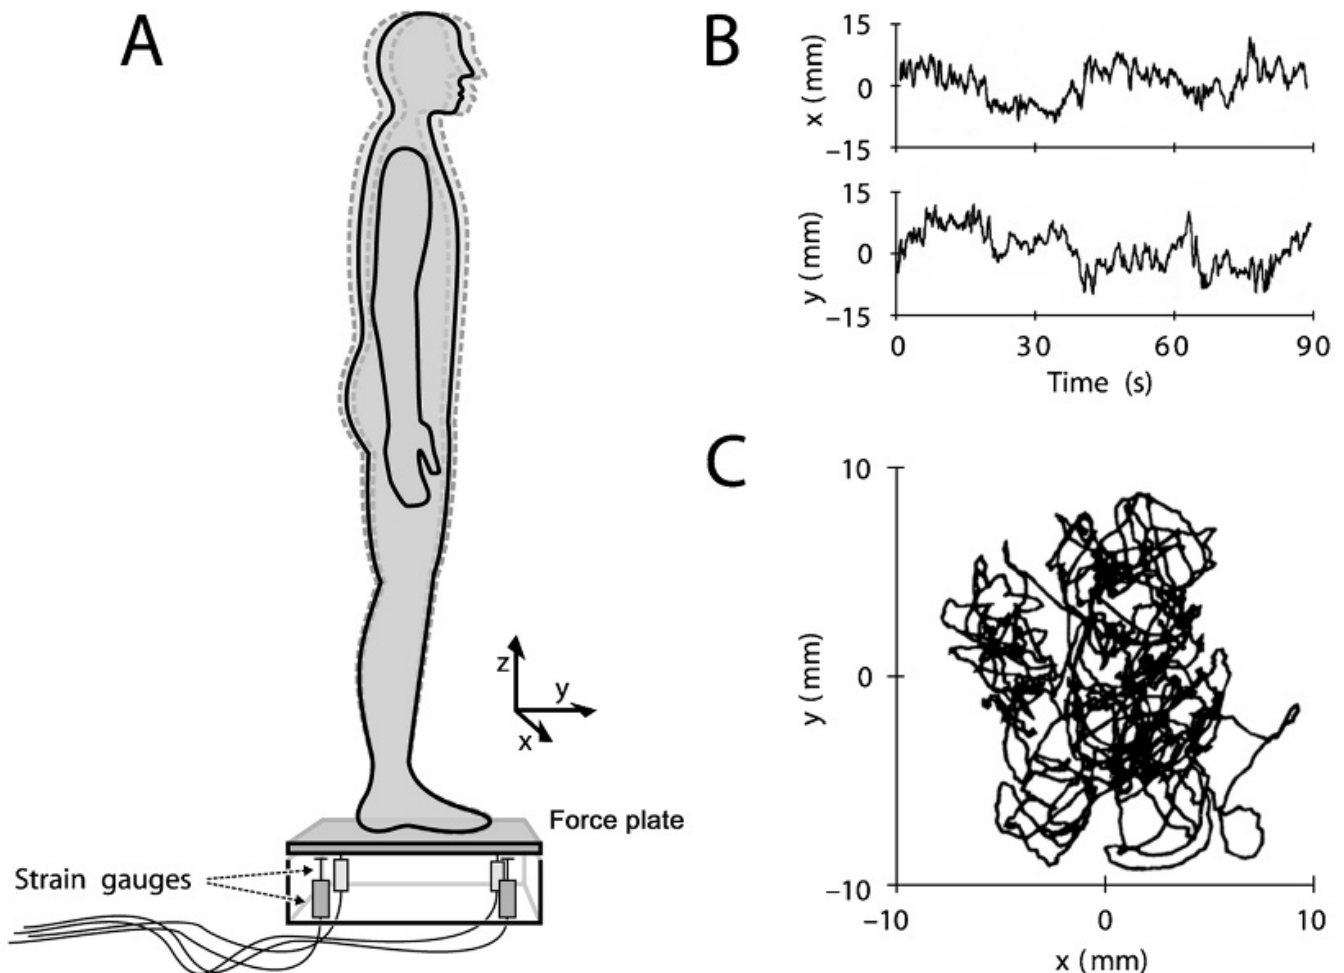 A
z
y
x
Force plate
Strain gauges
B
15
0
−15
x (mm)
15
0
−15
y (mm)
0 30 60 90
Time (s)
C
10
0
−10
y (mm)
−10 0 10
x (mm)